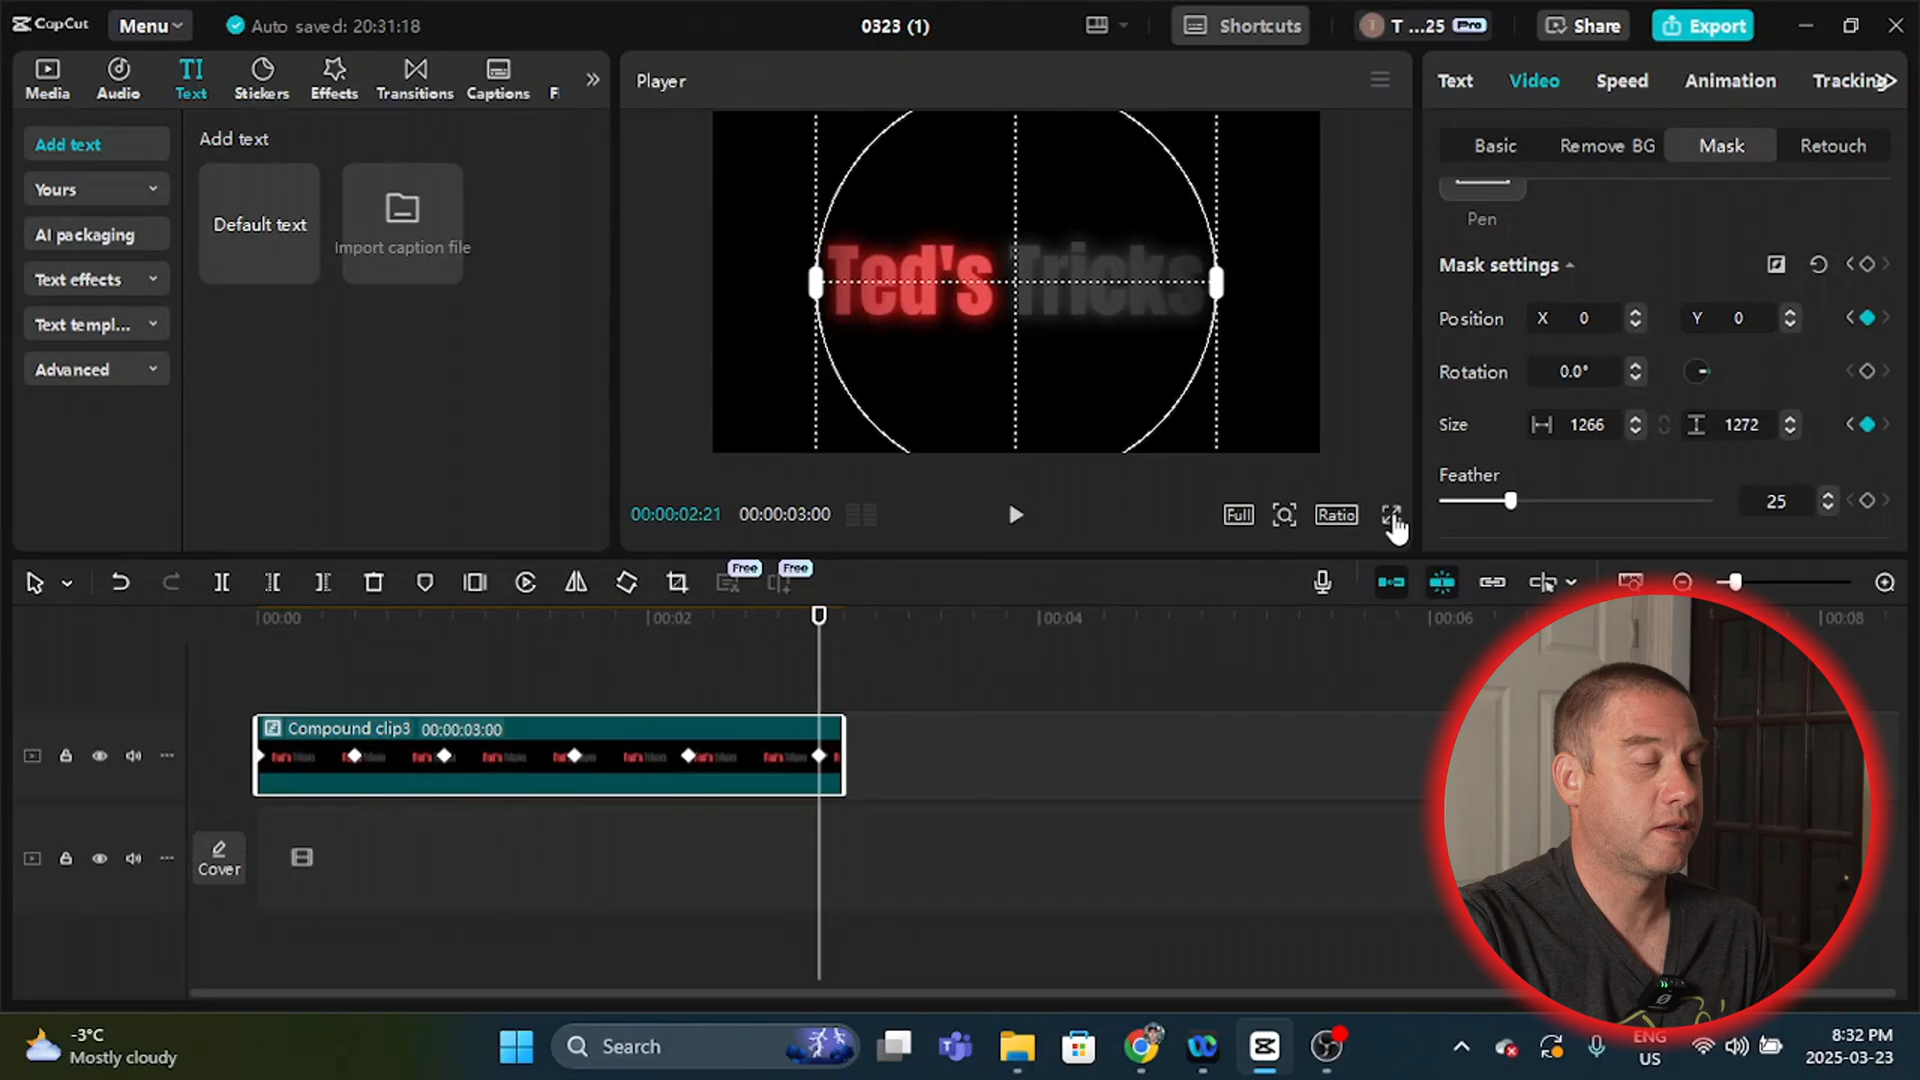 CapCut
Menu
Auto saved: 20:31:18
0323 (1)
Shortcuts
T ...25 Pro
Share
Export
Media
Audio
TI
Text
Stickers
Effects
Transitions
Captions
F
Player
Text
Video
Speed
Animation
Tracking
Add text
Yours
AI packaging
Text effects
Text templ...
Advanced
Add text
Default text
Import caption file
Ted's Tricks
Basic
Remove BG
Mask
Retouch
Pen
Mask settings
Position X 0 Y 0
Rotation 0.0°
Size 1266 1272
Feather
25
00:00:02:21 00:00:03:00
Full
Ratio
Free
Free
00:00
00:02
00:04
00:06
00:08
Compound clip3 00:00:03:00
Cover
-3°C
Mostly cloudy
Search
ENG
US
8:32 PM
2025-03-23